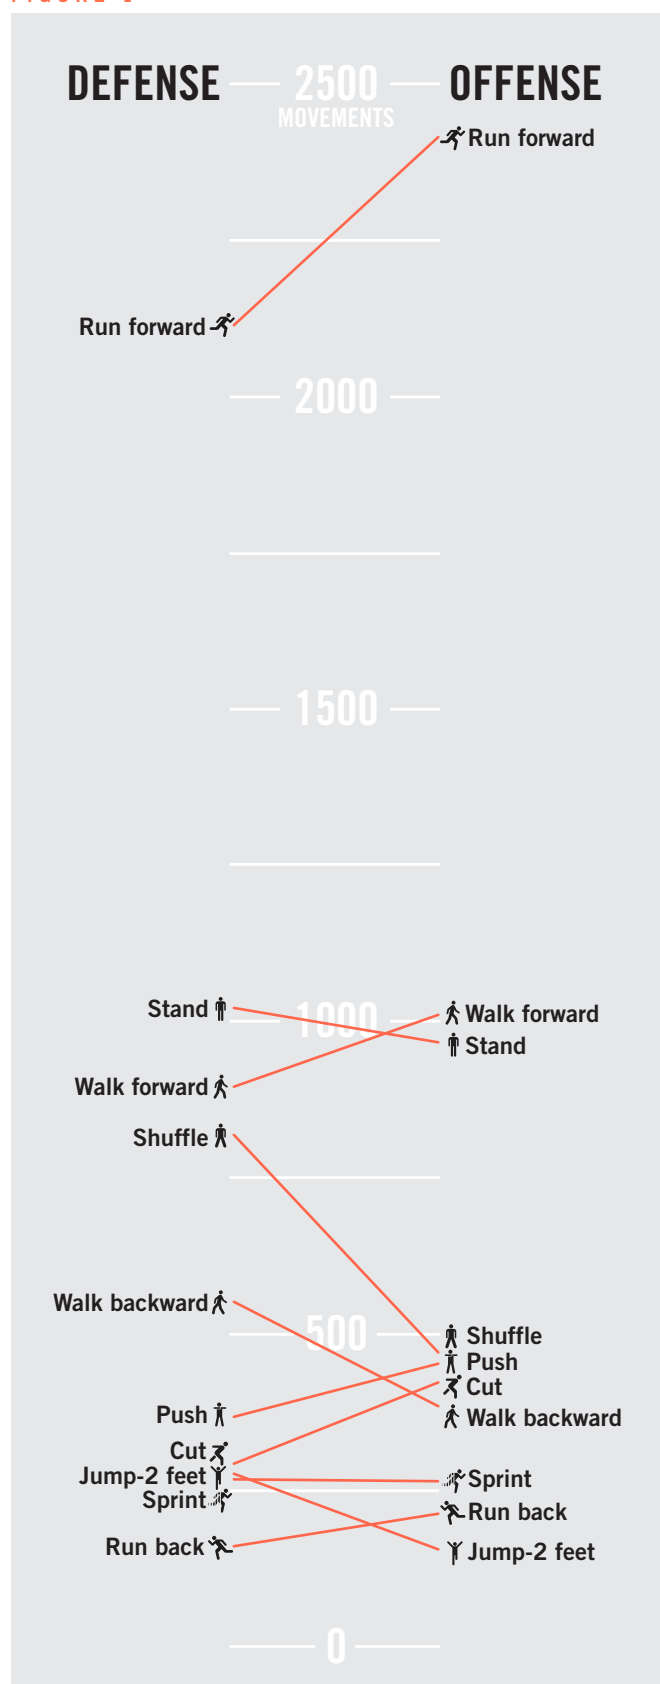 DEFENSE 2500 OFFENSE
MOVEMENTS
Run forward
Run forward
2000
1500
Stand
1000
Walk forward
Stand
Walk forward
Shuffle
Walk backward
500
Shuffle
Push
Cut
Push
Walk backward
Cut
Jump-2 feet
Sprint
Sprint
Run back
Run back
Jump-2 feet
0